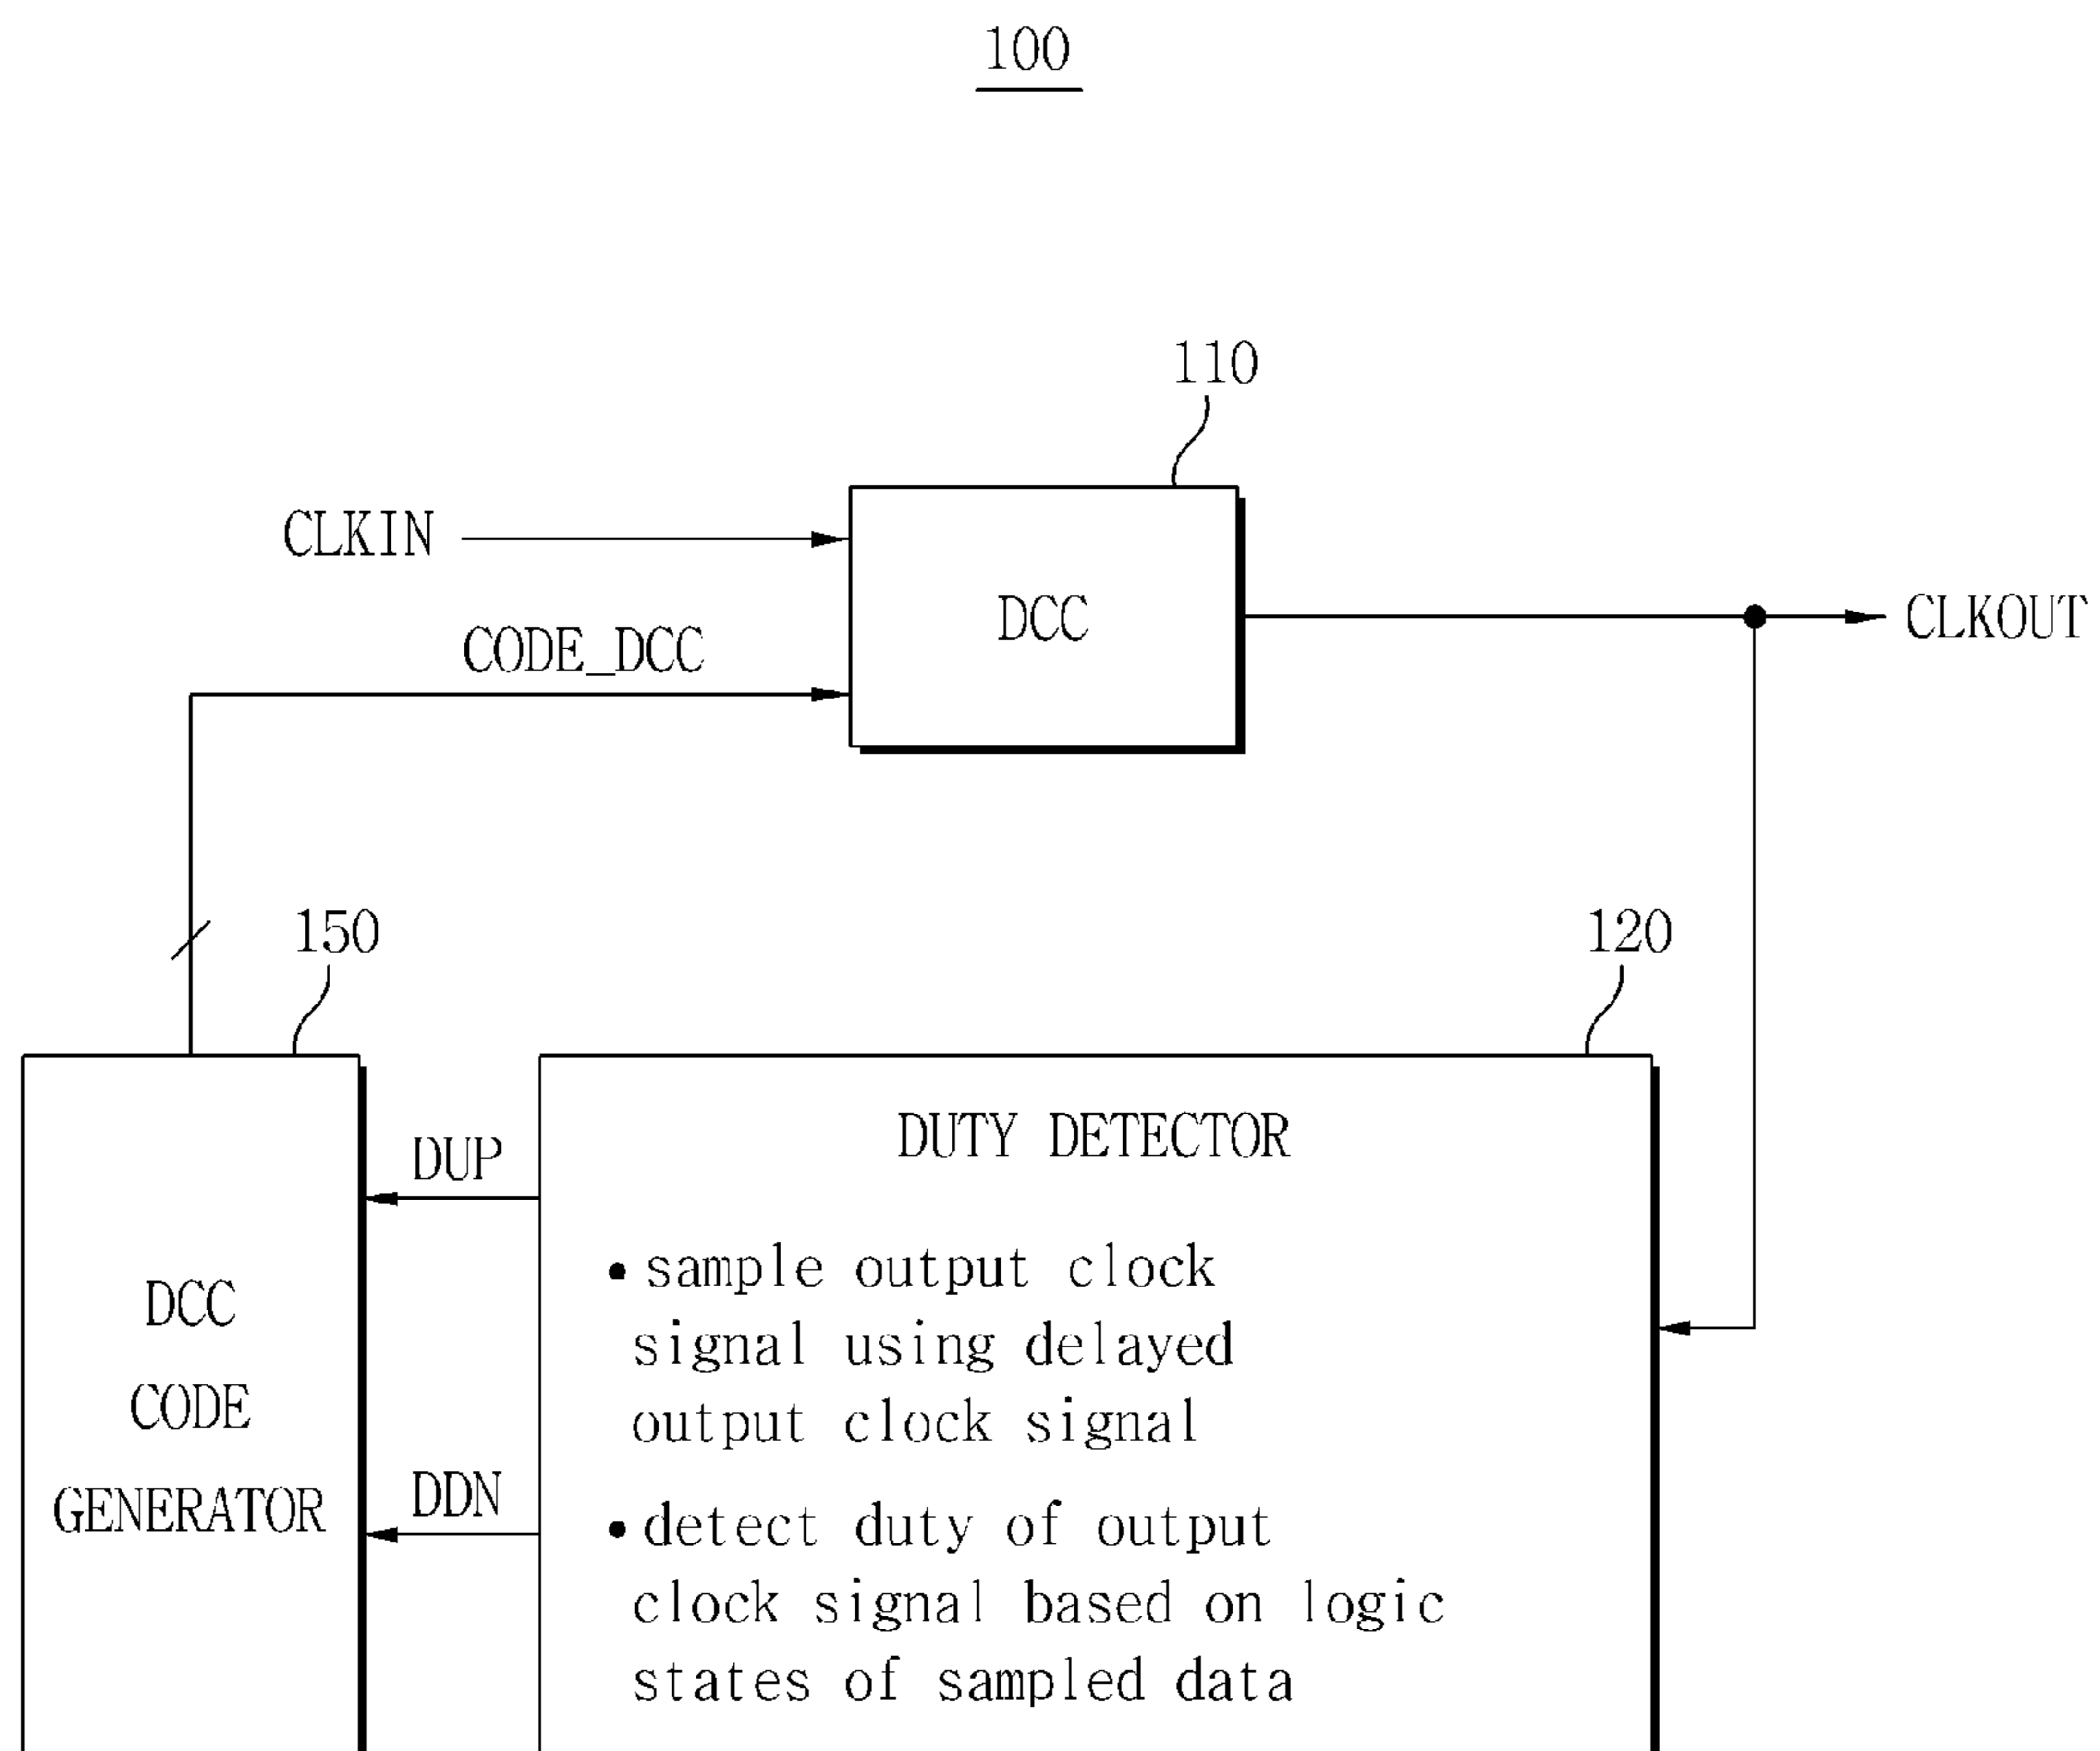 100
110
CLKIN
DCC
CLKOUT
CODE_DCC
150
120
DUTY DETECTOR
DUP
• sample output clock
signal using delayed
output clock signal
DCC
CODE
GENERATOR
DDN
• detect duty of output
clock signal based on logic
states of sampled data